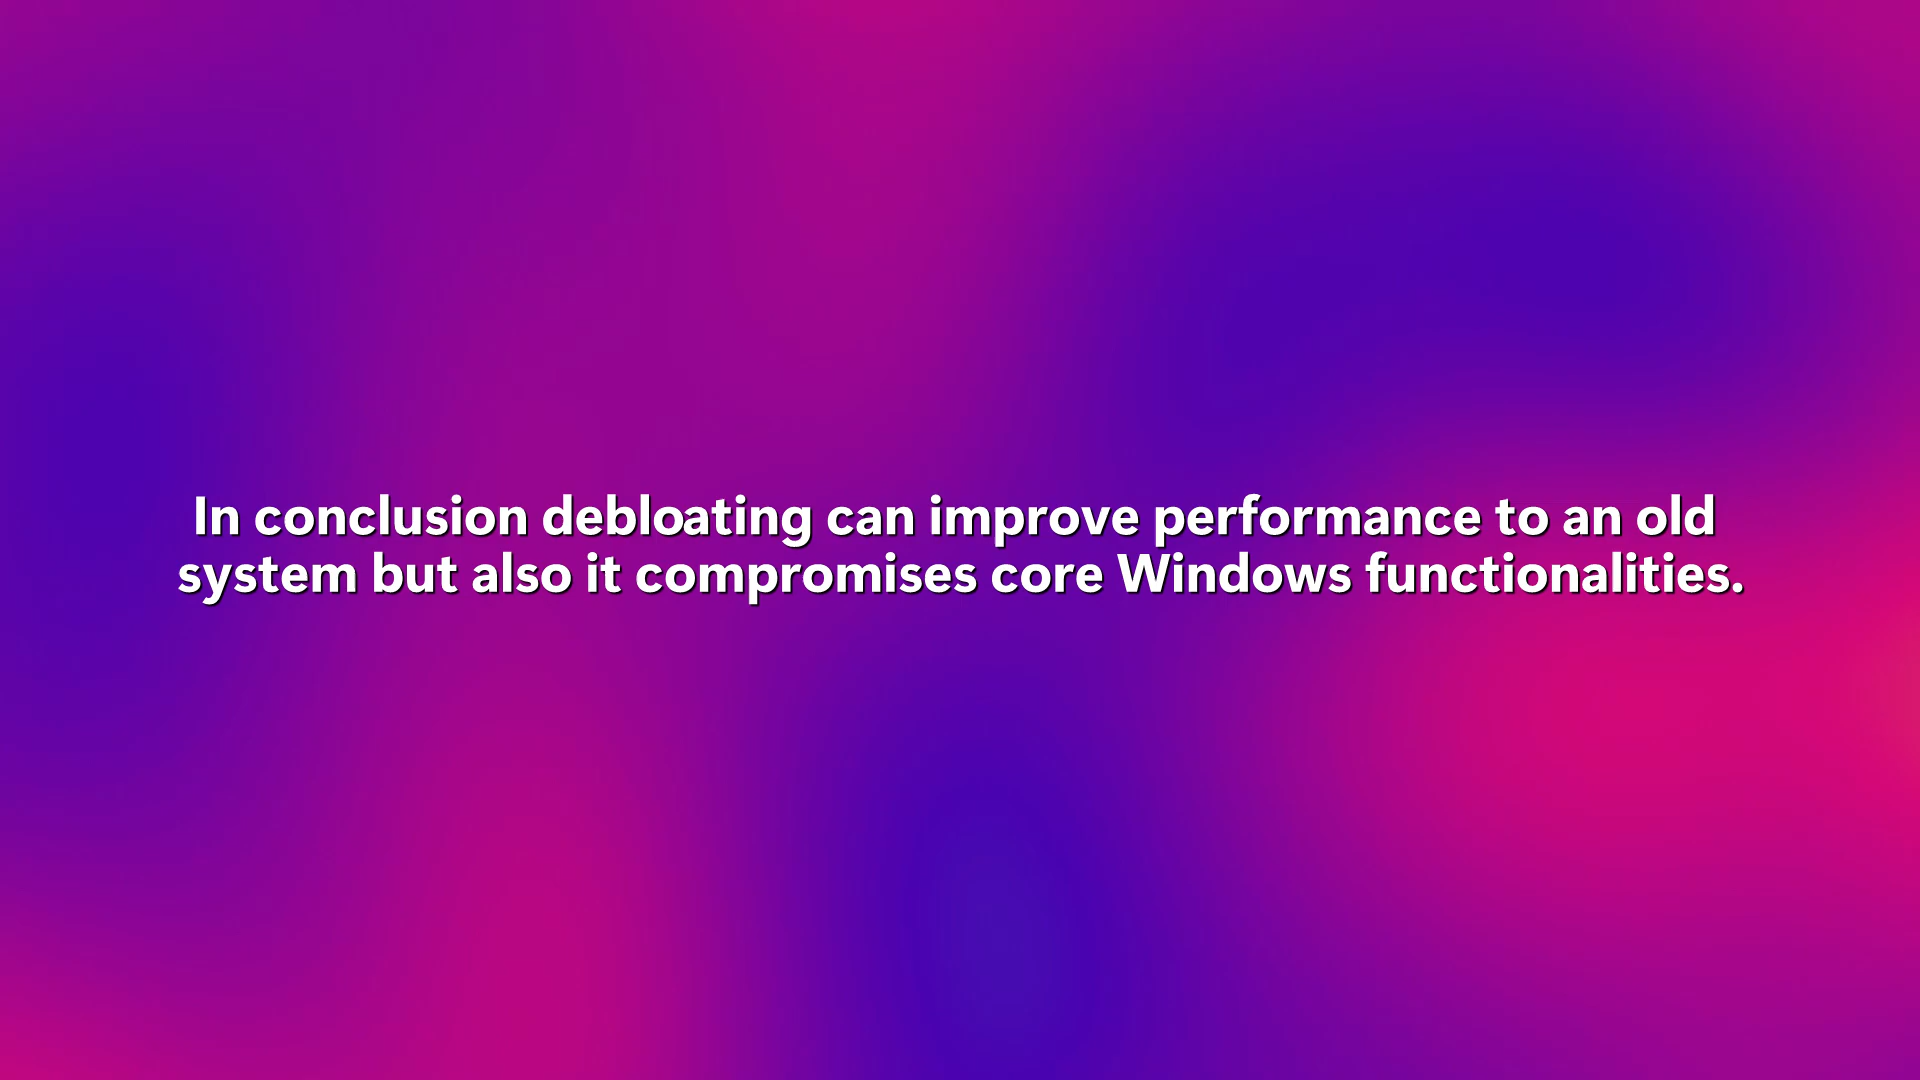 In conclusion debloating can improve performance to an old
system but also it compromises core Windows functionalities.